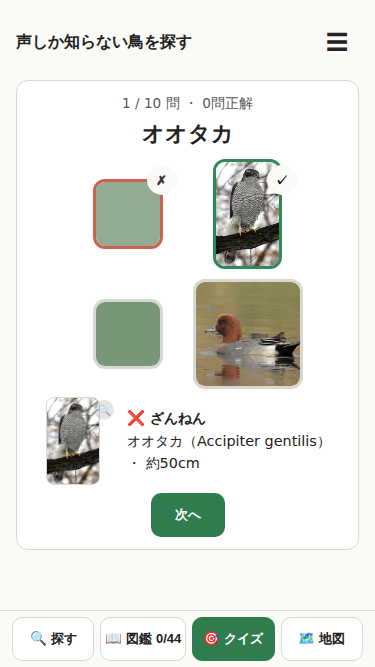 声しか知らない鳥を探す
1 / 10 問 ・ 0問正解
オオタカ
✗
✓
❌ ざんねん
オオタカ（Accipiter gentilis）
・ 約50cm
次へ
🔍 探す
📖 図鑑 0/44
🎯 クイズ
🗺️ 地図